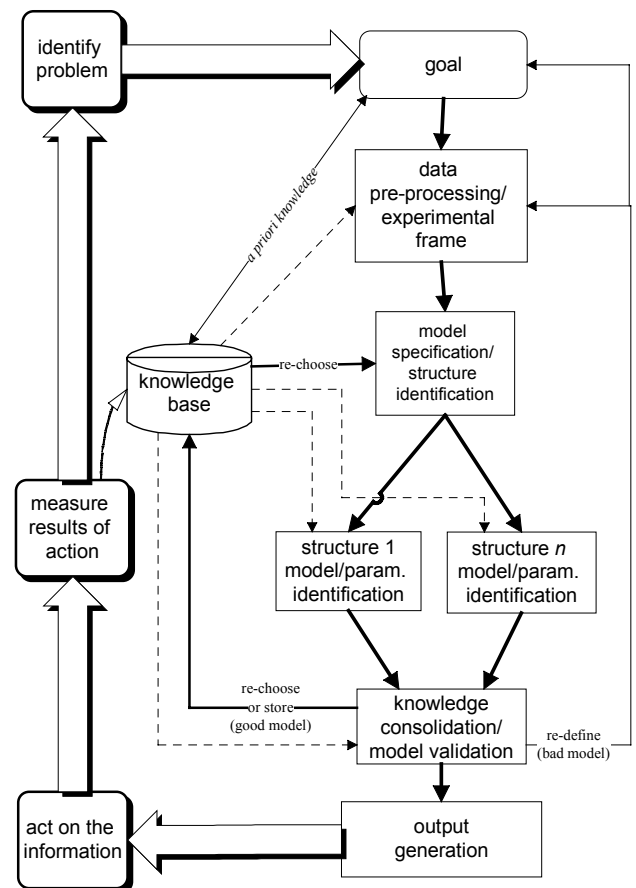 identify
problem
goal
data
pre-processing/
experimental
frame
a priori knowledge
model
specification/
structure
identification
re-choose
knowledge
base
measure
results of
action
structure 1
model/param.
identification
structure n
model/param.
identification
re-choose
or store
(good model)
knowledge
consolidation/
model validation
re-define
(bad model)
act on the
information
output
generation